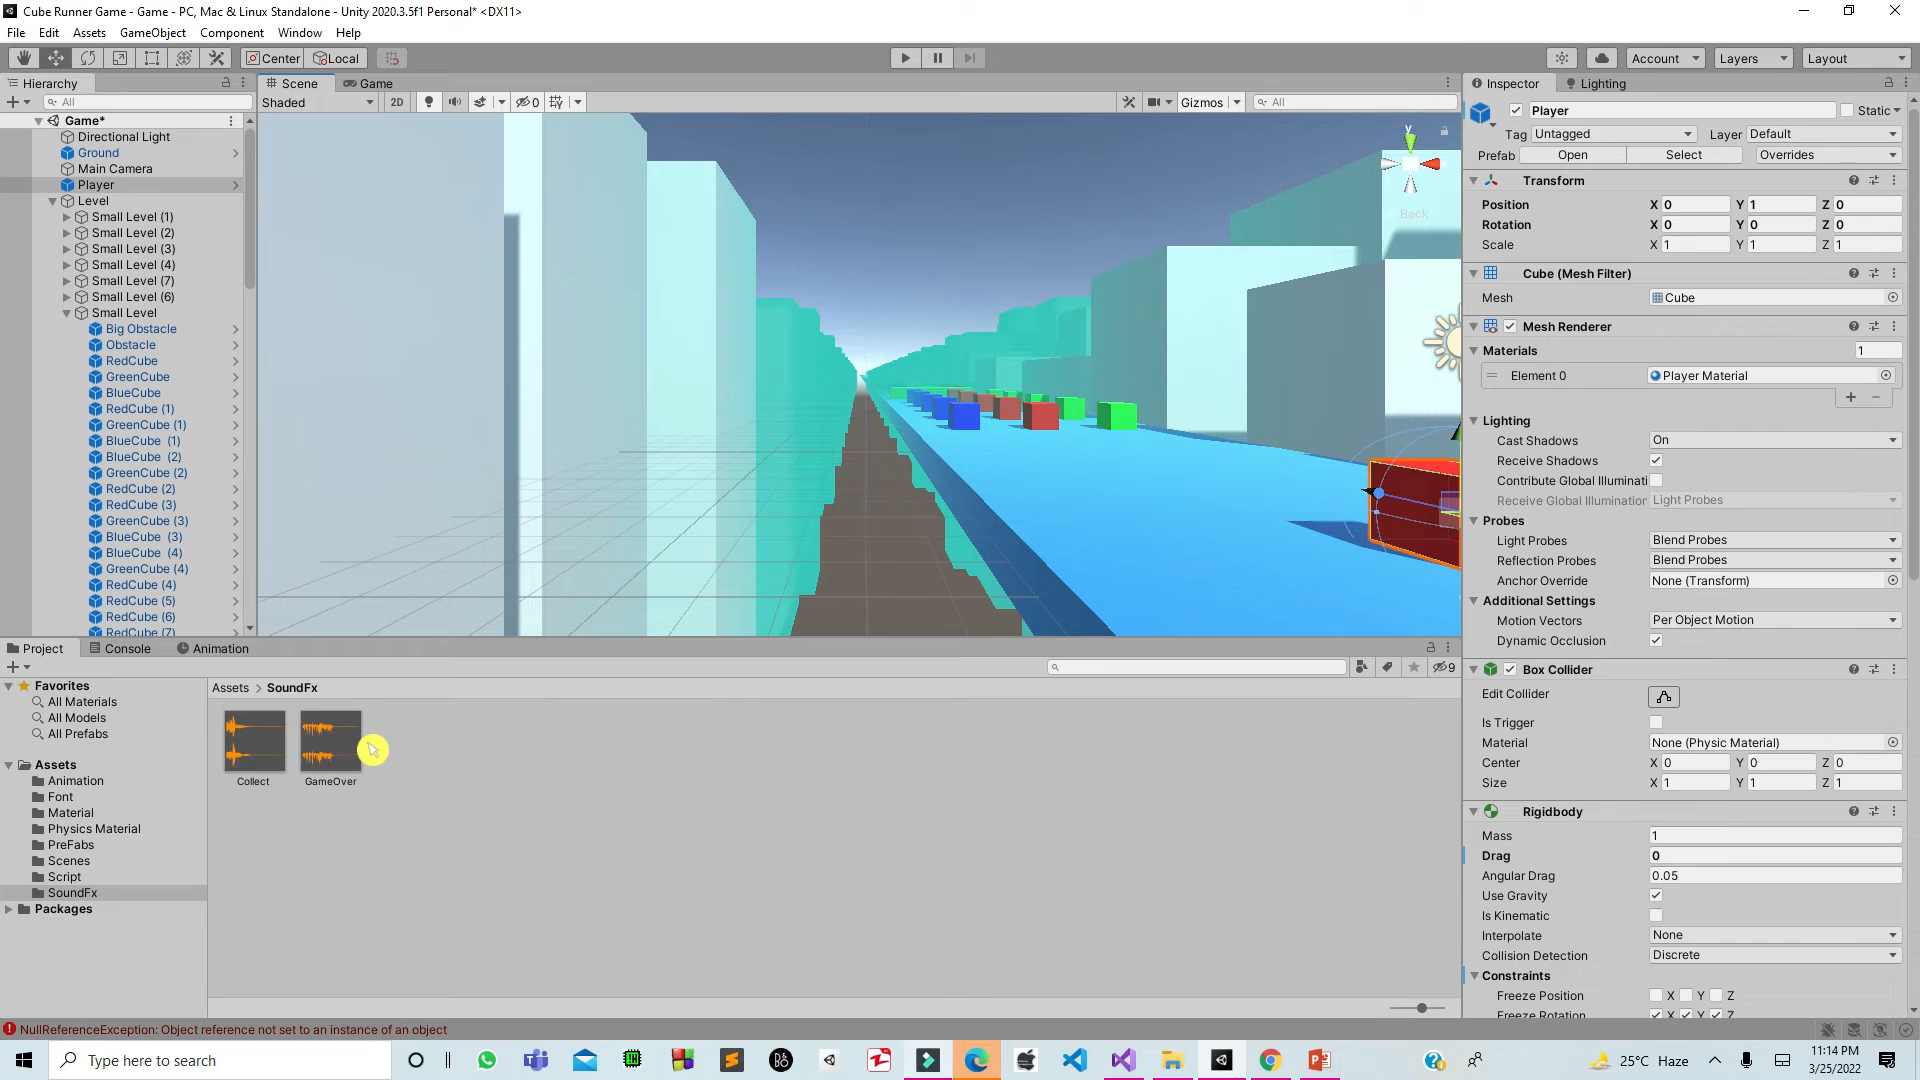 Cube Runner Game - Game - PC, Mac & Linux Standalone - Unity 2020.3.5f1 Personal* <DX11>
File Edit Assets GameObject Component Window Help
Center Local Account Layers Layout
Hierarchy
All
Game*
Directional Light
Ground
Main Camera
Player
Level
Small Level (1)
Small Level (2)
Small Level (3)
Small Level (4)
Small Level (7)
Small Level (6)
Small Level
Big Obstacle
Obstacle
RedCube
GreenCube
BlueCube
RedCube (1)
GreenCube (1)
BlueCube (1)
BlueCube (2)
GreenCube (2)
RedCube (2)
RedCube (3)
GreenCube (3)
BlueCube (3)
BlueCube (4)
GreenCube (4)
RedCube (4)
RedCube (5)
RedCube (6)
RedCube (7)
Scene Game
Shaded 2D 0 Gizmos All
y
Back
Inspector Lighting
Player Static
Tag Untagged Layer Default
Prefab Open Select Overrides
Transform
Position X 0 Y 1 Z 0
Rotation X 0 Y 0 Z 0
Scale X 1 Y 1 Z 1
Cube (Mesh Filter)
Mesh Cube
Mesh Renderer
Materials 1
Element 0 Player Material
Lighting
Cast Shadows On
Receive Shadows
Contribute Global Illuminati
Receive Global Illumination Light Probes
Probes
Light Probes Blend Probes
Reflection Probes Blend Probes
Anchor Override None (Transform)
Additional Settings
Motion Vectors Per Object Motion
Dynamic Occlusion
Box Collider
Edit Collider
Is Trigger
Material None (Physic Material)
Center X 0 Y 0 Z 0
Size X 1 Y 1 Z 1
Rigidbody
Mass 1
Drag 0
Angular Drag 0.05
Use Gravity
Is Kinematic
Interpolate None
Collision Detection Discrete
Constraints
Freeze Position X Y Z
Freeze Rotation X Y Z
Project Console Animation
9
Favorites
All Materials
All Models
All Prefabs
Assets
Animation
Font
Material
Physics Material
PreFabs
Scenes
Script
SoundFx
Packages
Assets > SoundFx
Collect GameOver
NullReferenceException: Object reference not set to an instance of an object
Type here to search
25°C Haze
11:14 PM
3/25/2022